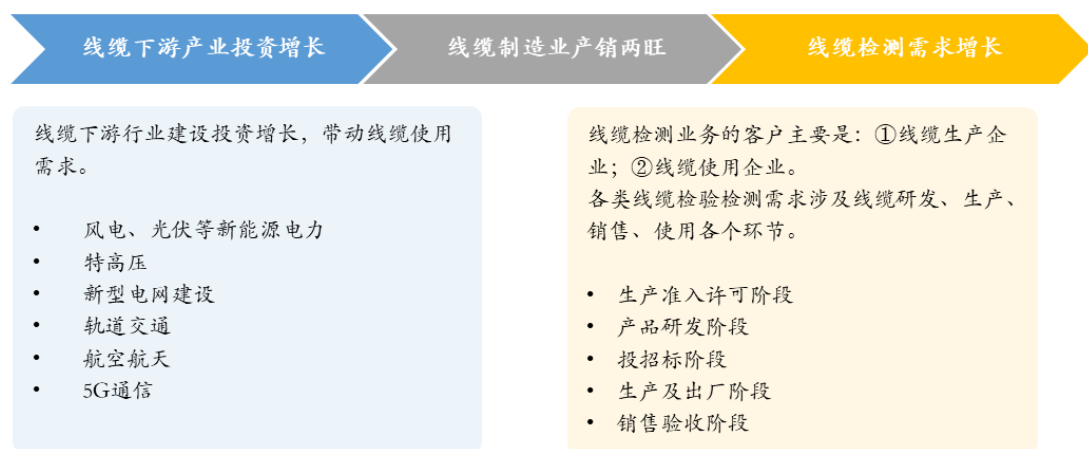 线缆下游产业投资增长
线缆制造业产销两旺
线缆检测需求增长
线缆下游行业建设投资增长，带动线缆使用
需求。
• 风电、光伏等新能源电力
• 特高压
• 新型电网建设
• 轨道交通
• 航空航天
• 5G通信
线缆检测业务的客户主要是：①线缆生产企
业；②线缆使用企业。
各类线缆检验检测需求涉及线缆研发、生产、
销售、使用各个环节。
• 生产准入许可阶段
• 产品研发阶段
• 投招标阶段
• 生产及出厂阶段
• 销售验收阶段